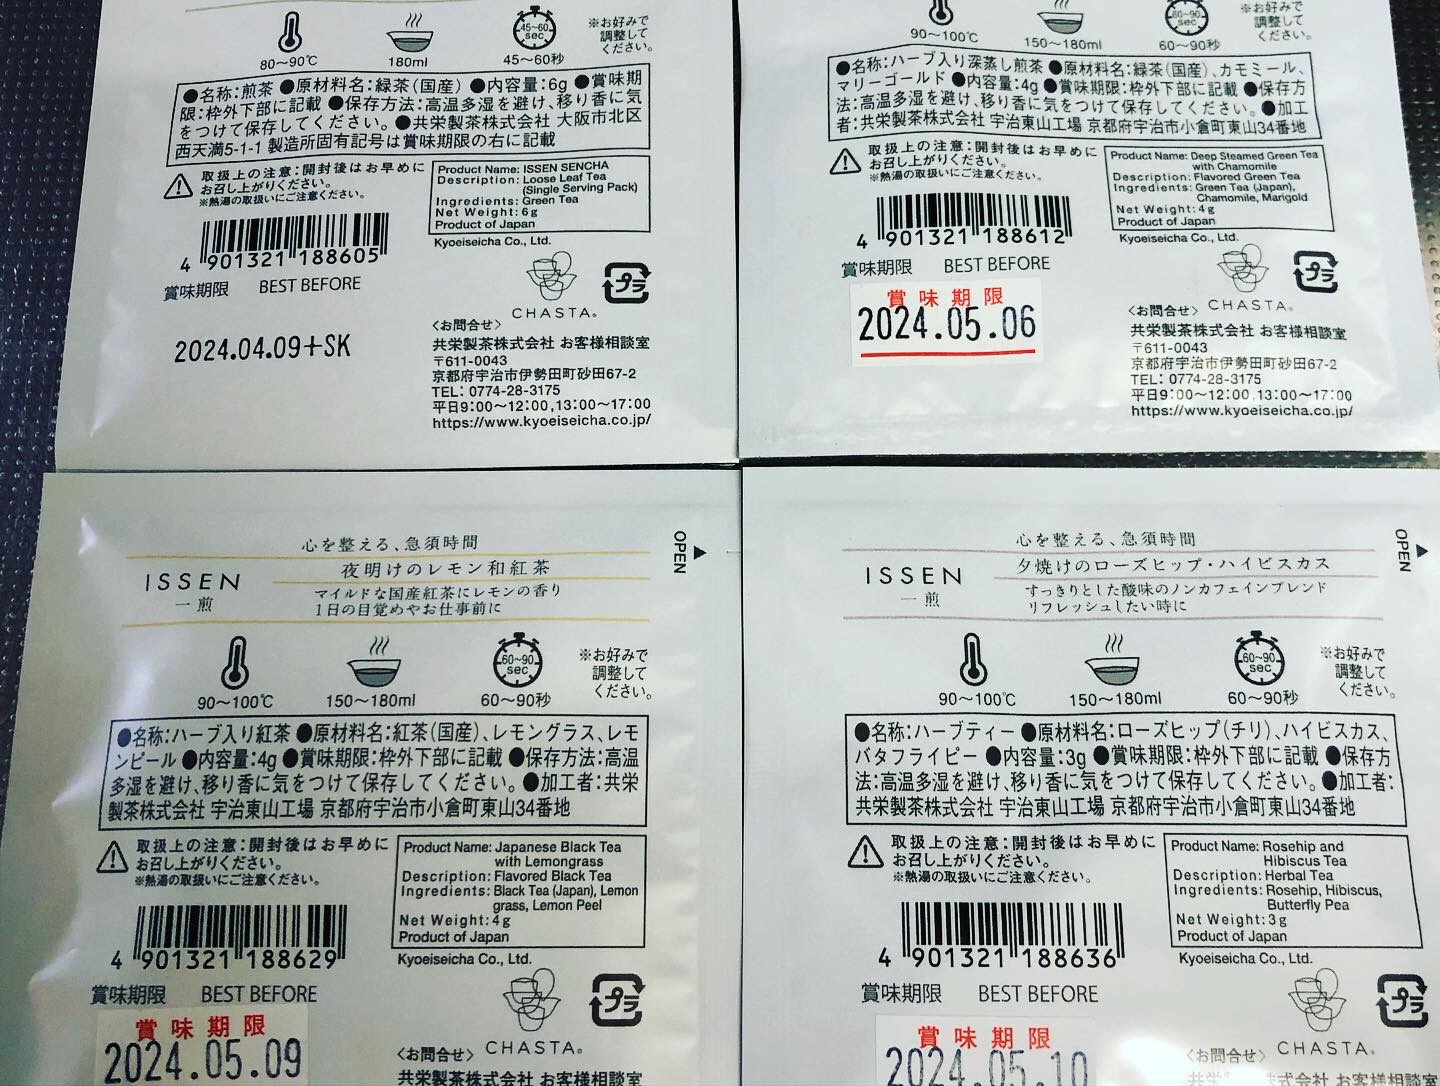 80~90℃
180ml
45~60 sec
45~60秒
※お好みで
調整して
ください。
●名称:煎茶 ●原材料名:緑茶(国産) ●内容量:6g ●賞味期
限:枠外下部に記載 ●保存方法:高温多湿を避け、移り香に気
をつけて保存してください。●共栄製茶株式会社 大阪市北区
西天満5-1-1 製造所固有記号は賞味期限の右に記載
取扱上の注意:開封後はお早めに
お召し上がりください。
※熱湯の取扱いにご注意ください。
Product Name: ISSEN SENCHA
Description: Loose Leaf Tea
(Single Serving Pack)
Ingredients: Green Tea
Net Weight: 6g
Product of Japan
Kyoeiseicha Co., Ltd.
4 901321 188605
賞味期限 BEST BEFORE
2024.04.09+SK
プラ
CHASTA®
〈お問合せ〉
共栄製茶株式会社 お客様相談室
〒611-0043
京都府宇治市伊勢田町砂田67-2
TEL: 0774-28-3175
平日9:00~12:00,13:00~17:00
https://www.kyoeiseicha.co.jp/
90~100℃
150~180ml
60~90 sec
60~90秒
※お好みで
調整して
ください。
●名称:ハーブ入り深蒸し煎茶 ●原材料名:緑茶(国産)、カモミール、
マリーゴールド ●内容量:4g ●賞味期限:枠外下部に記載 ●保存方
法:高温多湿を避け、移り香に気をつけて保存してください。●加工
者:共栄製茶株式会社 宇治東山工場 京都府宇治市小倉町東山34番地
取扱上の注意:開封後はお早めに
お召し上がりください。
※熱湯の取扱いにご注意ください。
Product Name: Deep Steamed Green Tea
with Chamomile
Description: Flavored Green Tea
Ingredients: Green Tea (Japan),
Chamomile, Marigold
Net Weight: 4g
Product of Japan
Kyoeiseicha Co., Ltd.
4 901321 188612
賞味期限 BEST BEFORE
賞味期限
2024.05.06
プラ
CHASTA®
〈お問合せ〉
共栄製茶株式会社 お客様相談室
〒611-0043
京都府宇治市伊勢田町砂田67-2
TEL: 0774-28-3175
平日9:00~12:00,13:00~17:00
https://www.kyoeiseicha.co.jp/
OPEN
心を整える、急須時間
ISSEN
一煎
夜明けのレモン和紅茶
マイルドな国産紅茶にレモンの香り
1日の目覚めやお仕事前に
90~100℃
150~180ml
60~90 sec
60~90秒
※お好みで
調整して
ください。
●名称:ハーブ入り紅茶 ●原材料名:紅茶(国産)、レモングラス、レモ
ンピール ●内容量:4g ●賞味期限:枠外下部に記載 ●保存方法:高温
多湿を避け、移り香に気をつけて保存してください。●加工者:共栄
製茶株式会社 宇治東山工場 京都府宇治市小倉町東山34番地
取扱上の注意:開封後はお早めに
お召し上がりください。
※熱湯の取扱いにご注意ください。
Product Name: Japanese Black Tea
with Lemongrass
Description: Flavored Black Tea
Ingredients: Black Tea (Japan), Lemon
grass, Lemon Peel
Net Weight: 4g
Product of Japan
Kyoeiseicha Co., Ltd.
4 901321 188629
賞味期限 BEST BEFORE
賞味期限
2024.05.09
プラ
CHASTA®
〈お問合せ〉
共栄製茶株式会社 お客様相談室
OPEN
心を整える、急須時間
ISSEN
一煎
夕焼けのローズヒップ・ハイビスカス
すっきりとした酸味のノンカフェインブレンド
リフレッシュしたい時に
90~100℃
150~180ml
60~90 sec
60~90秒
※お好みで
調整して
ください。
●名称:ハーブティー ●原材料名:ローズヒップ(チリ)、ハイビスカス、
バタフライピー ●内容量:3g ●賞味期限:枠外下部に記載 ●保存方
法:高温多湿を避け、移り香に気をつけて保存してください。●加工者:
共栄製茶株式会社 宇治東山工場 京都府宇治市小倉町東山34番地
取扱上の注意:開封後はお早めに
お召し上がりください。
※熱湯の取扱いにご注意ください。
Product Name: Rosehip and
Hibiscus Tea
Description: Herbal Tea
Ingredients: Rosehip, Hibiscus,
Butterfly Pea
Net Weight: 3g
Product of Japan
Kyoeiseicha Co., Ltd.
4 901321 188636
賞味期限 BEST BEFORE
賞味期限
2024.05.10
プラ
CHASTA®
〈お問合せ〉
共栄製茶株式会社 お客様相談室